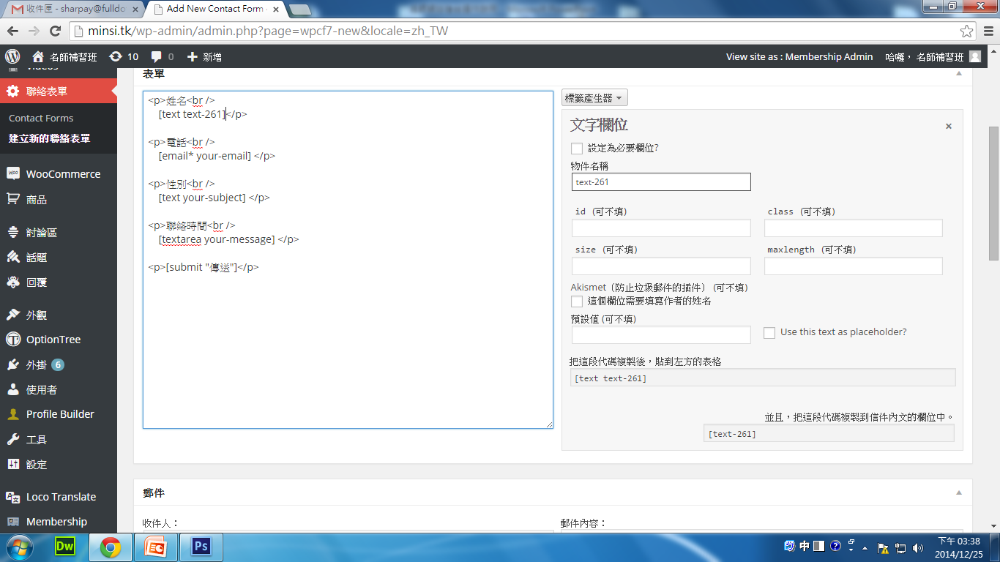 收件匣 - sharpay@fulldo
Add New Contact Form
minsi.tk/wp-admin/admin.php?page=wpcf7-new&locale=zh_TW
名師補習班
10
0
新增
View site as : Membership Admin
哈囉， 名師補習班
Videos
聯絡表單
Contact Forms
建立新的聯絡表單
WooCommerce
商品
討論區
話題
回覆
外觀
OptionTree
外掛 6
使用者
Profile Builder
工具
設定
Loco Translate
Membership
表單
<p>姓名<br />
[text text-261]</p>
<p>電話<br />
[email* your-email] </p>
<p>性別<br />
[text your-subject] </p>
<p>聯絡時間<br />
[textarea your-message] </p>
<p>[submit "傳送"]</p>
標籤產生器
文字欄位
×
設定為必要欄位?
物件名稱
text-261
id (可不填)
class (可不填)
size (可不填)
maxlength (可不填)
Akismet〔防止垃圾郵件的插件〕 (可不填)
這個欄位需要填寫作者的姓名
預設值 (可不填)
Use this text as placeholder?
把這段代碼複製後，貼到左方的表格
[text text-261]
並且，把這段代碼複製到信件內文的欄位中。
[text-261]
郵件
收件人：
郵件內容：
Dw
Ps
中
下午 03:38
2014/12/25